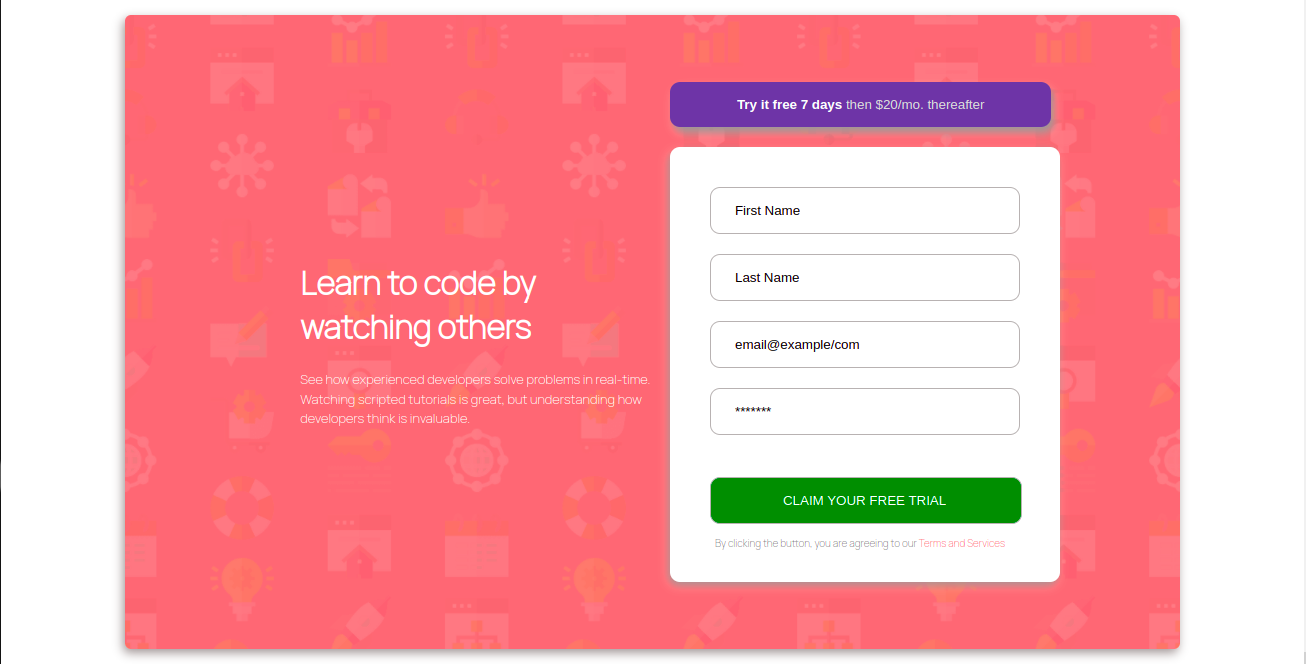 Learn to code by
watching others
See how experienced developers solve problems in real-time.
Watching scripted tutorials is great, but understanding how
developers think is invaluable.
Try it free 7 days then $20/mo. thereafter
First Name
Last Name
email@example/com
*******
CLAIM YOUR FREE TRIAL
By clicking the button, you are agreeing to our Terms and Services